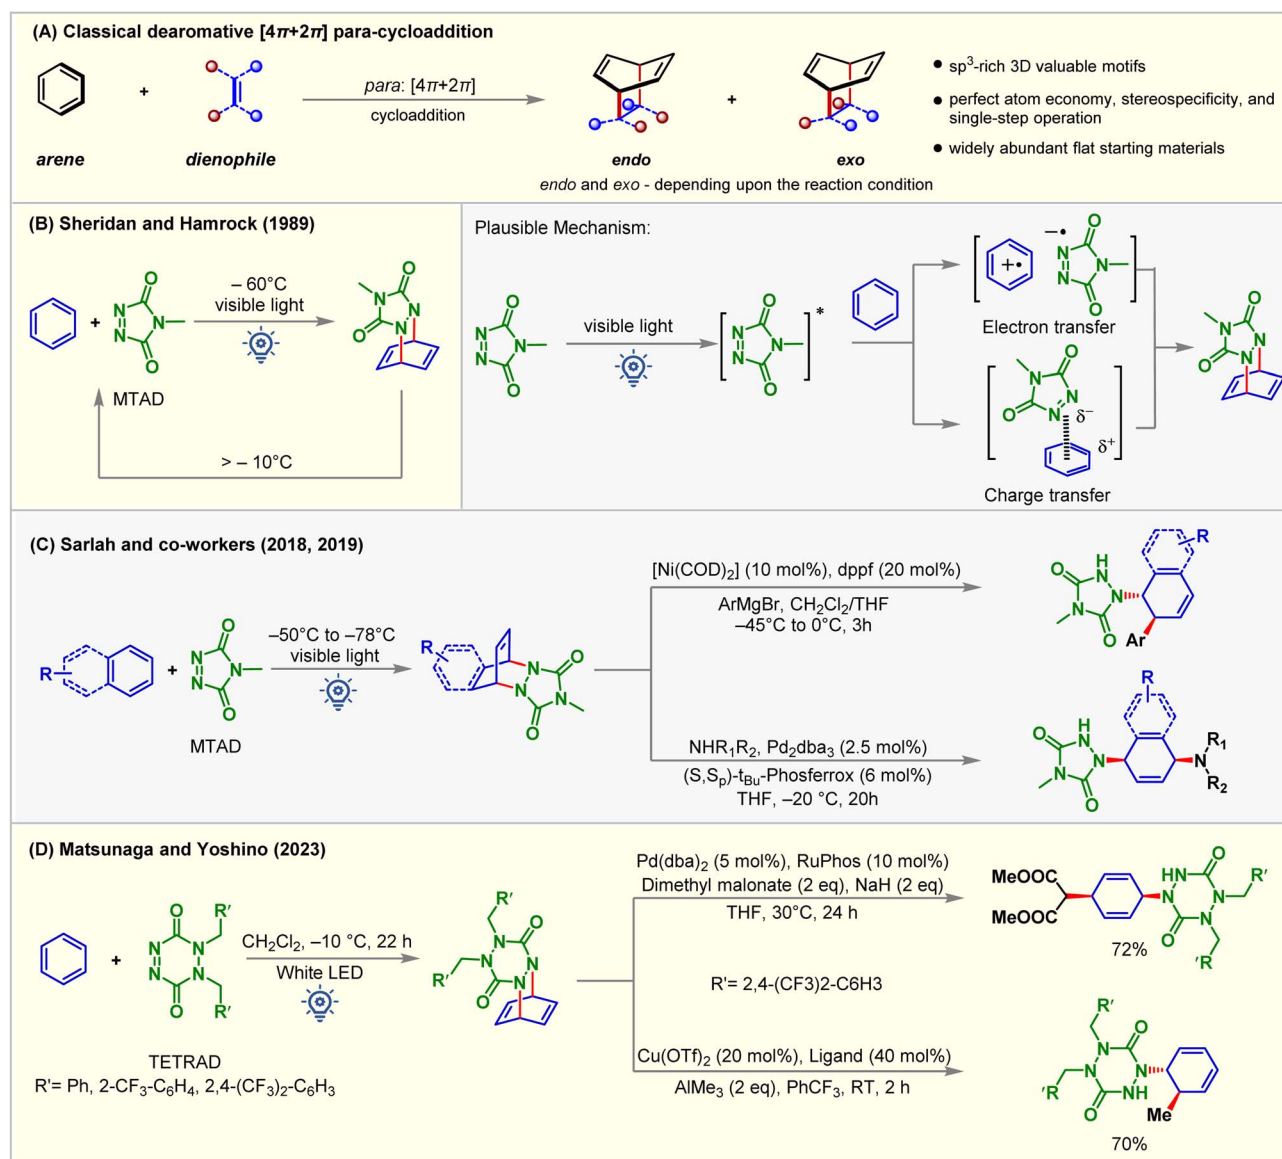 (A) Classical dearomative [4π+2π] para-cycloaddition
+
para: [4π+2π]
cycloaddition
+
arene
dienophile
endo
exo
endo and exo - depending upon the reaction condition
● sp³-rich 3D valuable motifs
● perfect atom economy, stereospecificity, and
single-step operation
● widely abundant flat starting materials
(B) Sheridan and Hamrock (1989)
+
O
N
N
N
O
MTAD
– 60°C
visible light
O
N
N
O
N
> – 10°C
Plausible Mechanism:
O
N
N
N
O
visible light
O
N
N
N
O
*
+•
–•
O
N
N
N
O
Electron transfer
O
N
N
O
N
δ–
δ+
Charge transfer
O
N
N
O
N
(C) Sarlah and co-workers (2018, 2019)
R
+
O
N
N
N
O
MTAD
–50°C to –78°C
visible light
R
N
O
N
N
O
[Ni(COD)₂] (10 mol%), dppf (20 mol%)
ArMgBr, CH₂Cl₂/THF
–45°C to 0°C, 3h
R
H
O
N
N
N
O
Ar
NHR₁R₂, Pd₂dba₃ (2.5 mol%)
(S,Sₚ)-t_Bu-Phosferrox (6 mol%)
THF, –20 °C, 20h
R
H
O
N
N
N
O
R₁
N
R₂
(D) Matsunaga and Yoshino (2023)
+
R'
O
N
N
N
N
O
R'
TETRAD
R'= Ph, 2-CF₃-C₆H₄, 2,4-(CF₃)₂-C₆H₃
CH₂Cl₂, –10 °C, 22 h
White LED
R'
O
N
N
N
R'
N
O
Pd(dba)₂ (5 mol%), RuPhos (10 mol%)
Dimethyl malonate (2 eq), NaH (2 eq)
THF, 30°C, 24 h
R'= 2,4-(CF3)2-C6H3
MeOOC
MeOOC
O
HN
R'
N
N
N
O
'R
72%
Cu(OTf)₂ (20 mol%), Ligand (40 mol%)
AlMe₃ (2 eq), PhCF₃, RT, 2 h
R'
O
N
N
N
'R
NH
O
Me
70%